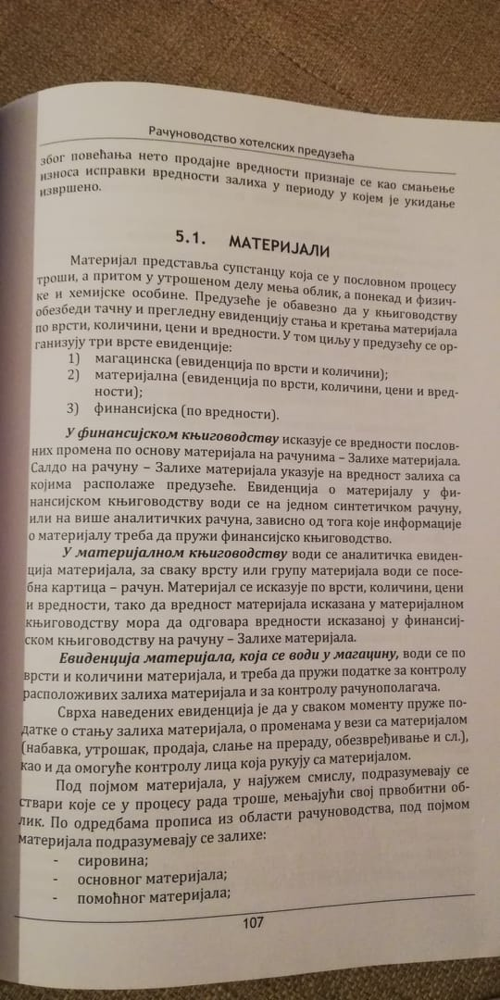 Рачуноводство хотелских предузећа
због повећања нето продајне вредности признаје се као смањење
износа исправки вредности залиха у периоду у којем је укидање
извршено.
5.1. МАТЕРИЈАЛИ
Материјал представља супстанцу која се у пословном процесу
троши, а притом у утрошеном делу мења облик, а понекад и физич-
ке и хемијске особине. Предузеће је обавезно да у књиговодству
обезбеди тачну и прегледну евиденцију стања и кретања материјала
по врсти, количини, цени и вредности. У том циљу у предузећу се ор-
ганизују три врсте евиденције:
1) магацинска (евиденција по врсти и количини);
2) материјална (евиденција по врсти, количини, цени и вред-
ности);
3) финансијска (по вредности).
У финансијском књиговодству исказује се вредности послов-
них промена по основу материјала на рачунима – Залихе материјала.
Салдо на рачуну – Залихе материјала указује на вредност залиха са
којима располаже предузеће. Евиденција о материјалу у фи-
нансијском књиговодству води се на једном синтетичком рачуну,
или на више аналитичких рачуна, зависно од тога које информације
о материјалу треба да пружи финансијско књиговодство.
У материјалном књиговодству води се аналитичка евиден-
ција материјала, за сваку врсту или групу материјала води се посе-
бна картица – рачун. Материјал се исказује по врсти, количини, цени
и вредности, тако да вредност материјала исказана у материјалном
књиговодству мора да одговара вредности исказаној у финансиј-
ском књиговодству на рачуну – Залихе материјала.
Евиденција материјала, која се води у магацину, води се по
врсти и количини материјала, и треба да пружи податке за контролу
расположивих залиха материјала и за контролу рачунополагача.
Сврха наведених евиденција је да у сваком моменту пруже по-
датке о стању залиха материјала, о променама у вези са материјалом
(набавка, утрошак, продаја, слање на прераду, обезвређивање и сл.),
као и да омогуће контролу лица која рукују са материјалом.
Под појмом материјала, у најужем смислу, подразумевају се
ствари које се у процесу рада троше, мењајући свој првобитни об-
лик. По одредбама прописа из области рачуноводства, под појмом
материјала подразумевају се залихе:
- сировина;
- основног материјала;
- помоћног материјала;
107